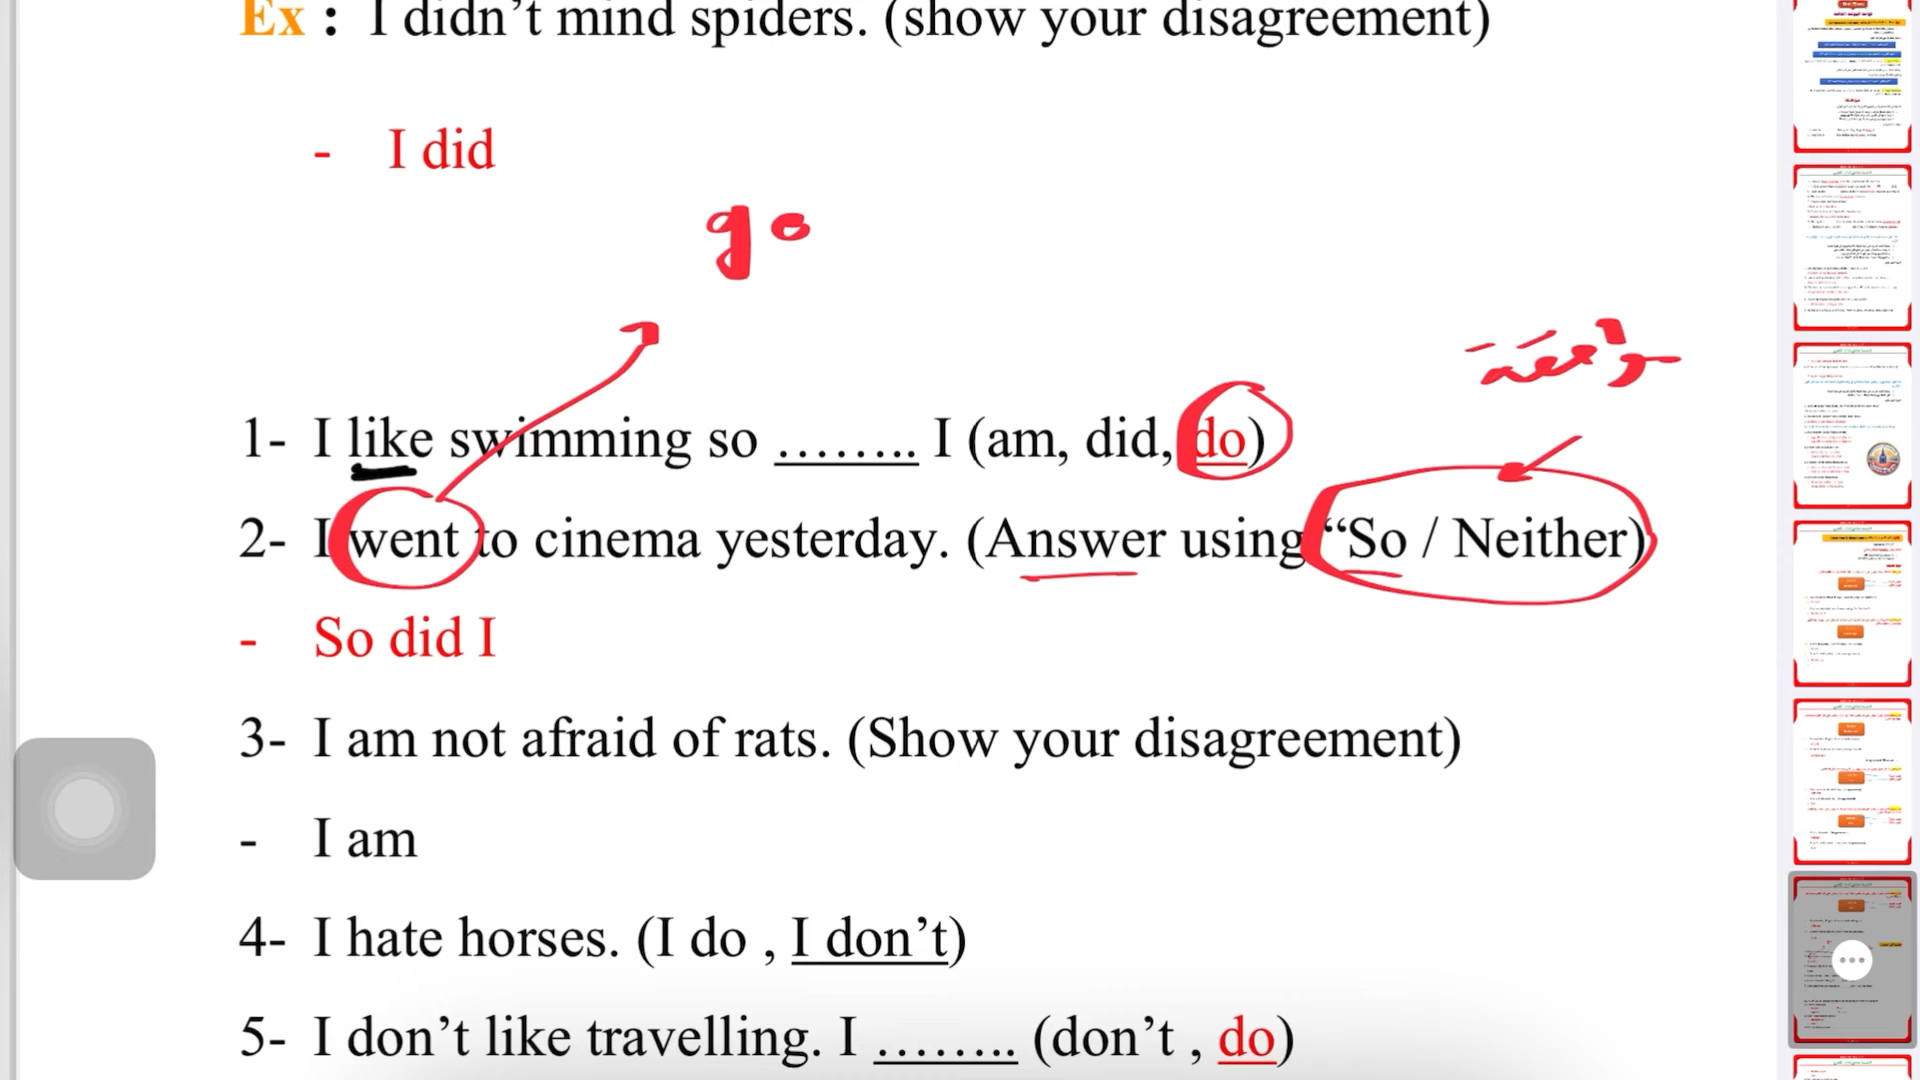 Ex : I didn’t mind spiders. (show your disagreement)
- I did
go
1- I like swimming so …….. I (am, did, do)
2- I went to cinema yesterday. (Answer using “So / Neither)
- So did I
3- I am not afraid of rats. (Show your disagreement)
- I am
4- I hate horses. (I do , I don’t)
5- I don’t like travelling. I …….. (don’t , do)